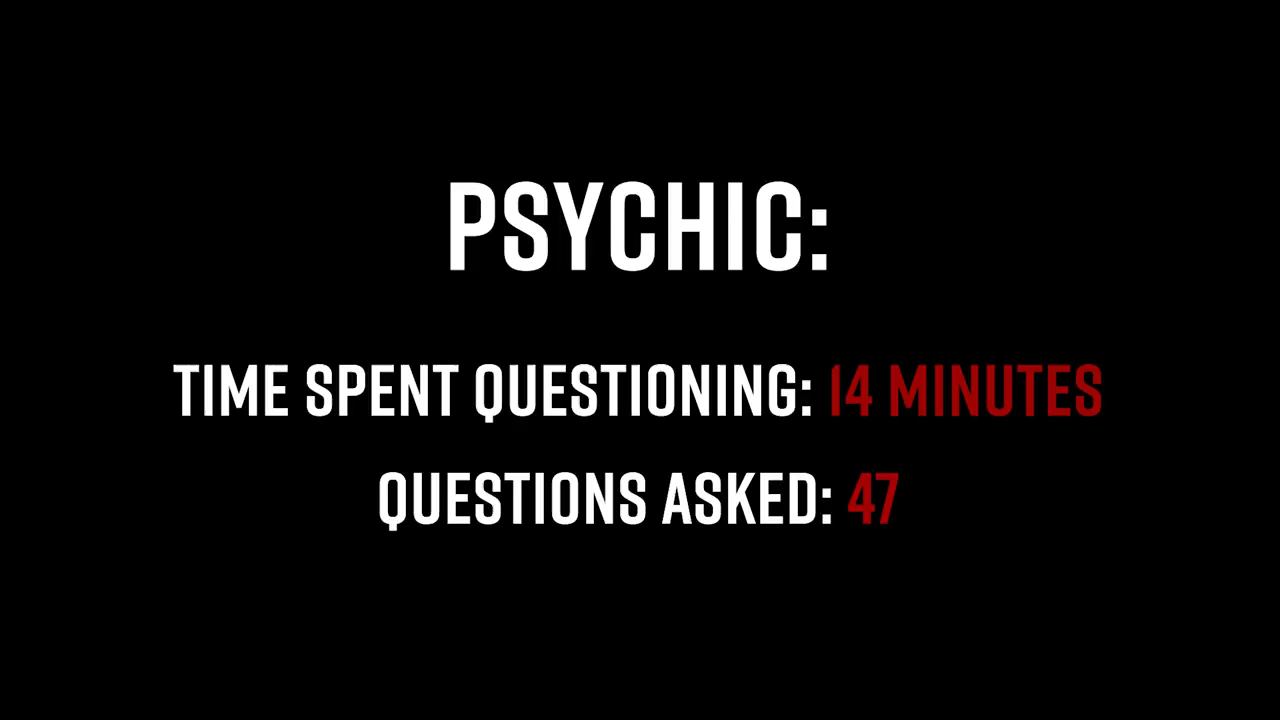 PSYCHIC:
TIME SPENT QUESTIONING: 14 MINUTES
QUESTIONS ASKED: 47